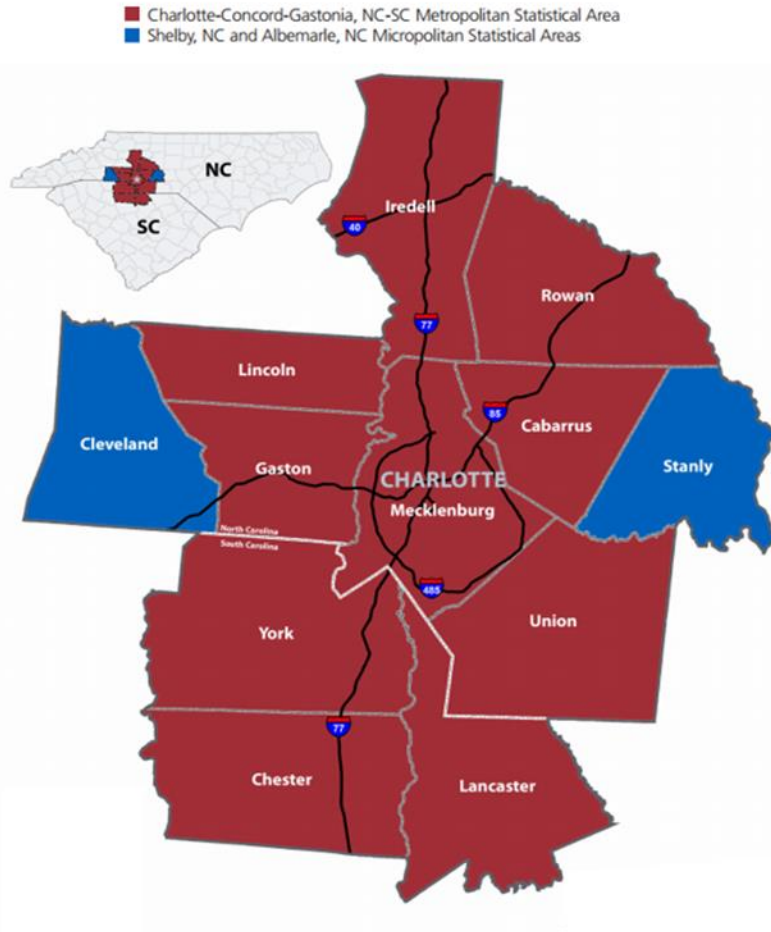 Charlotte-Concord-Gastonia, NC-SC Metropolitan Statistical Area
Shelby, NC and Albemarle, NC Micropolitan Statistical Areas
NC
SC
Iredell
40
Rowan
77
Lincoln
85
Cabarrus
Cleveland
Gaston
Stanly
CHARLOTTE
Mecklenburg
North Carolina
South Carolina
485
Union
York
77
Chester
Lancaster